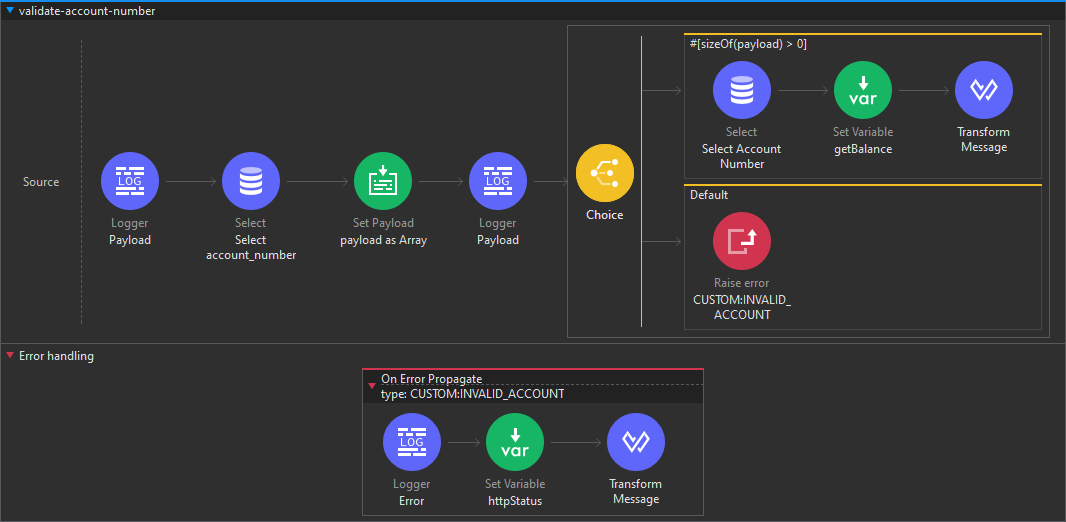 validate-account-number
Source
LOG
Logger
Payload
Select
Select
account_number
Set Payload
payload as Array
LOG
Logger
Payload
Choice
#[sizeOf(payload) > 0]
Select
Select Account
Number
var
Set Variable
getBalance
Transform
Message
Default
Raise error
CUSTOM:INVALID_
ACCOUNT
Error handling
On Error Propagate
type: CUSTOM:INVALID_ACCOUNT
LOG
Logger
Error
var
Set Variable
httpStatus
Transform
Message